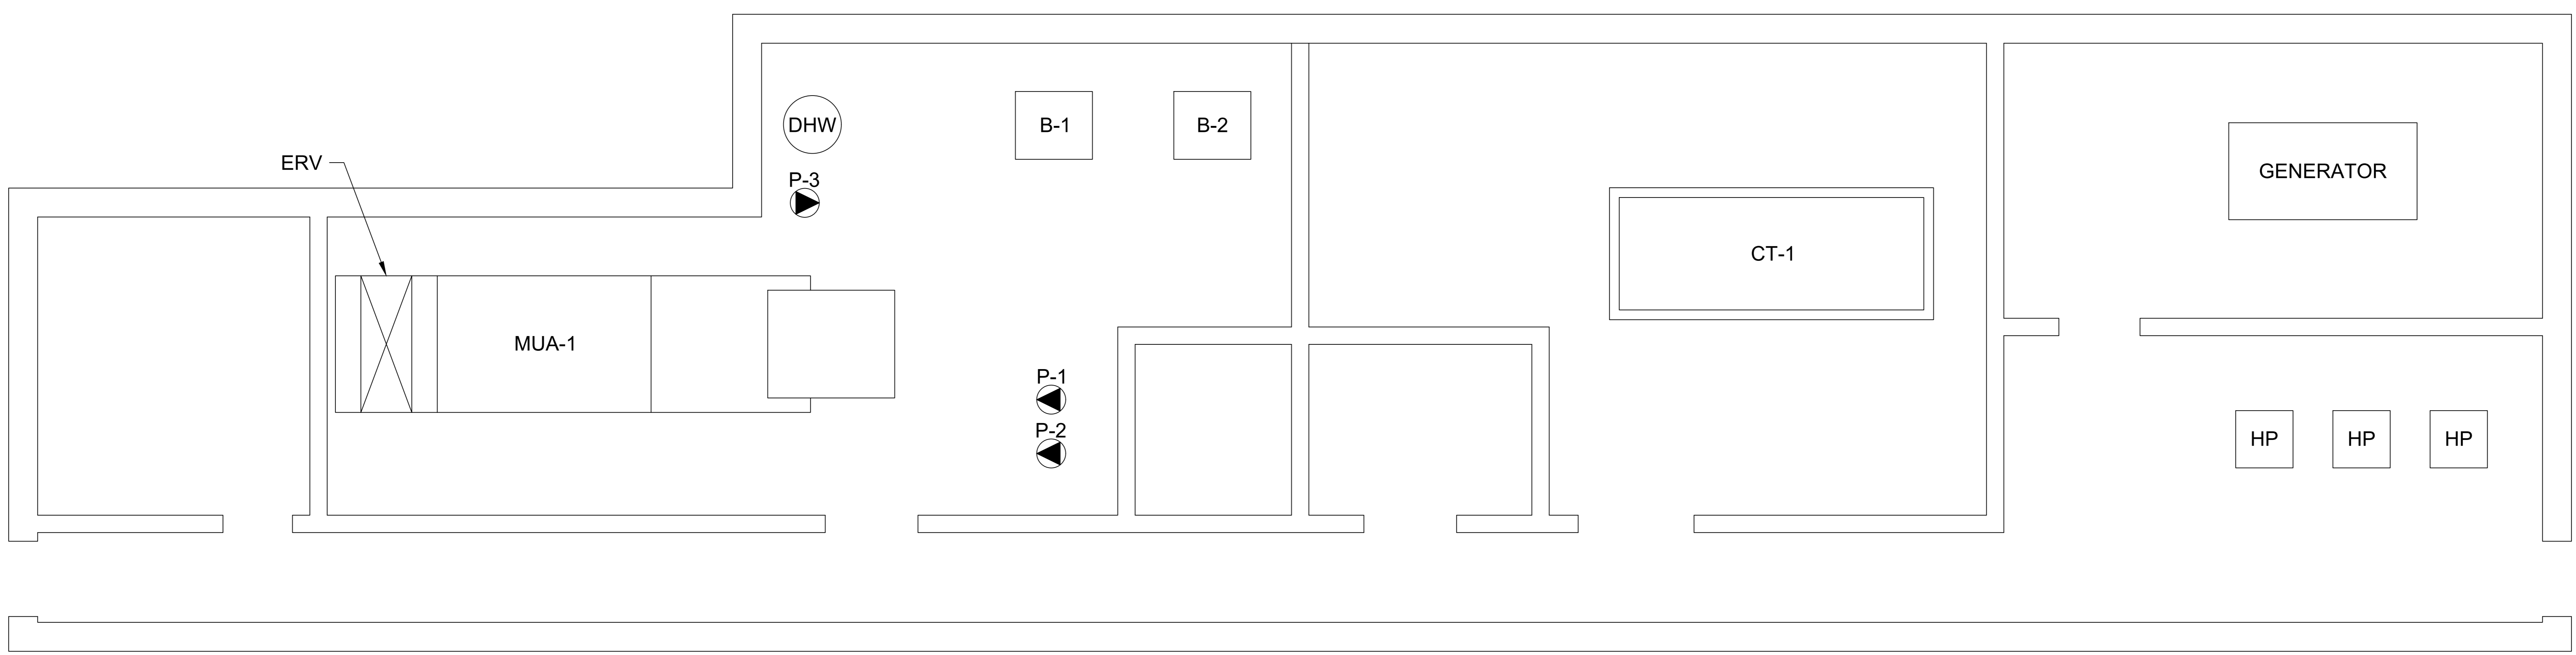 DHW
B-1
B-2
ERV
GENERATOR
P-3
CT-1
MUA-1
P-1
P-2
HP
HP
HP